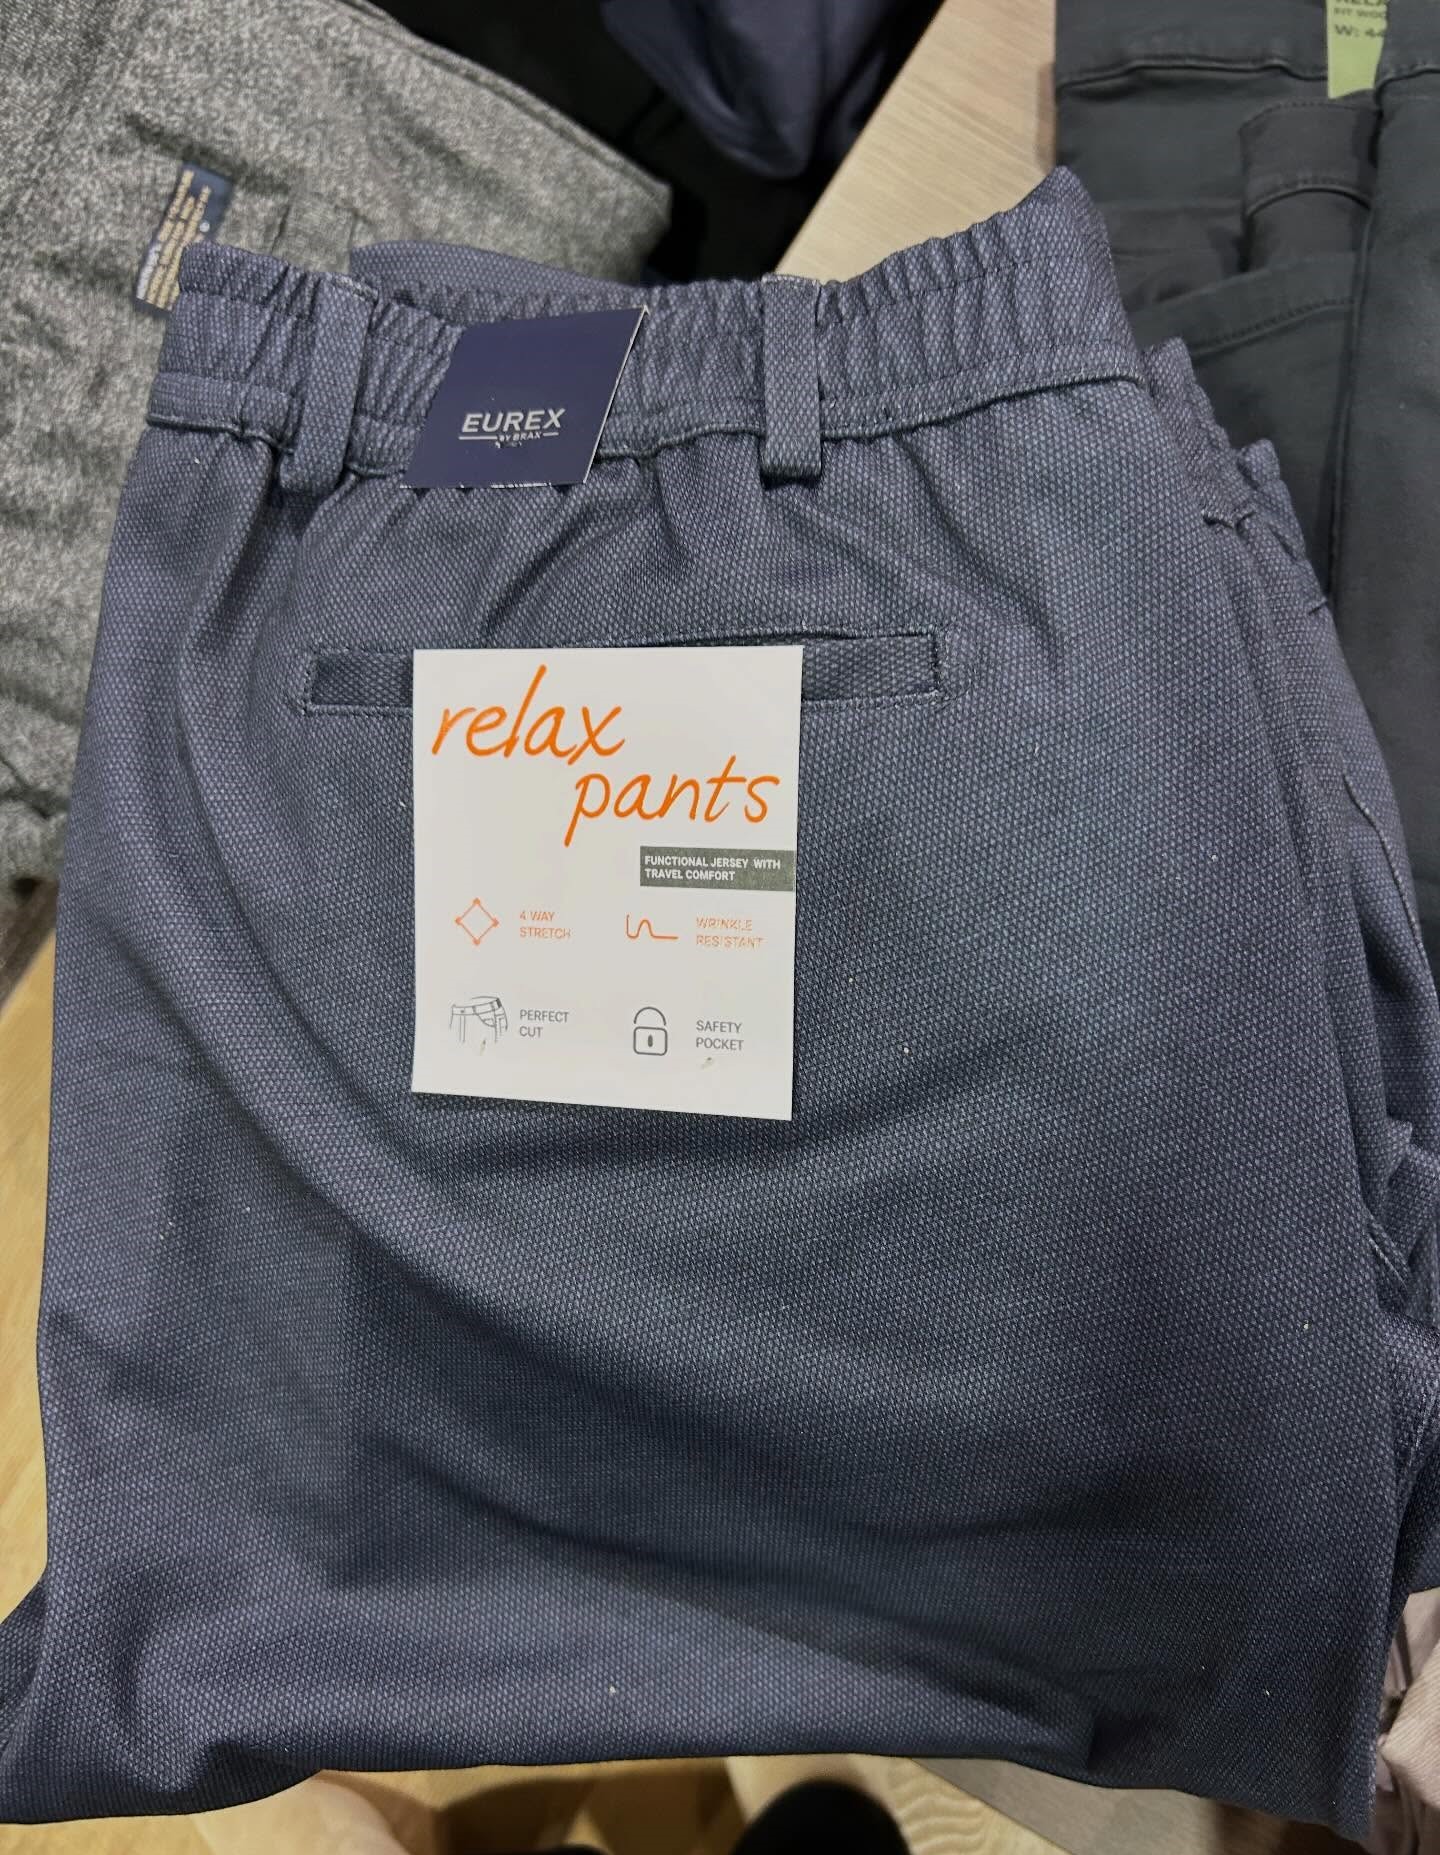 W: 44
EUREX
BY BRAX
relax
pants
FUNCTIONAL JERSEY WITH
TRAVEL COMFORT
4 WAY
STRETCH
WRINKLE
RESISTANT
PERFECT
CUT
SAFETY
POCKET